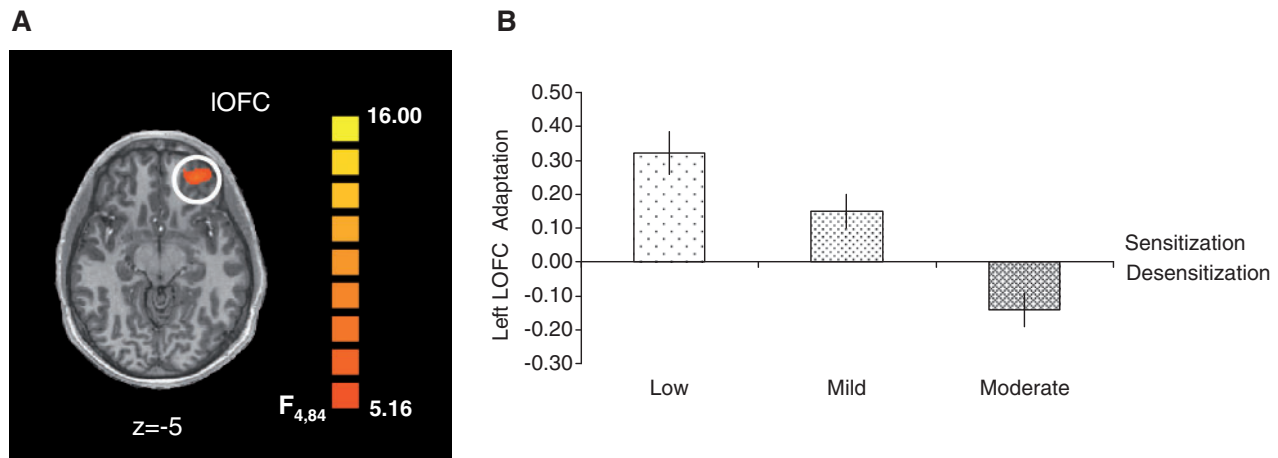 A
lOFC
16.00
F4,84
5.16
z=-5
B
Left LOFC Adaptation
0.50
0.40
0.30
0.20
0.10
0.00
-0.10
-0.20
-0.30
Sensitization
Desensitization
Low Mild Moderate